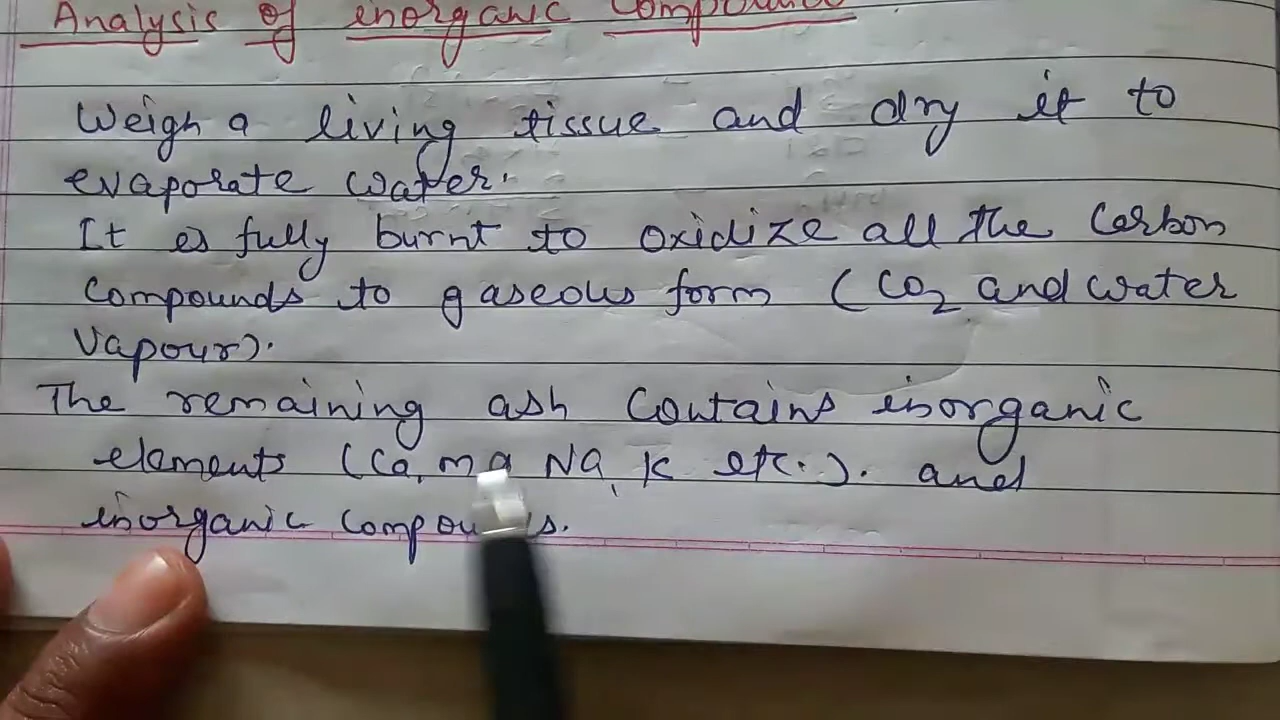 Analysis of inorganic Compounds.
Weigh a living tissue and dry it to
evaporate water.
It is fully burnt to oxidize all the Carbon
Compounds to gaseous form (CO2 and water
Vapour).
The remaining ash Contains inorganic
elements (Ca, mg Na, K etc.). and
inorganic Compounds.